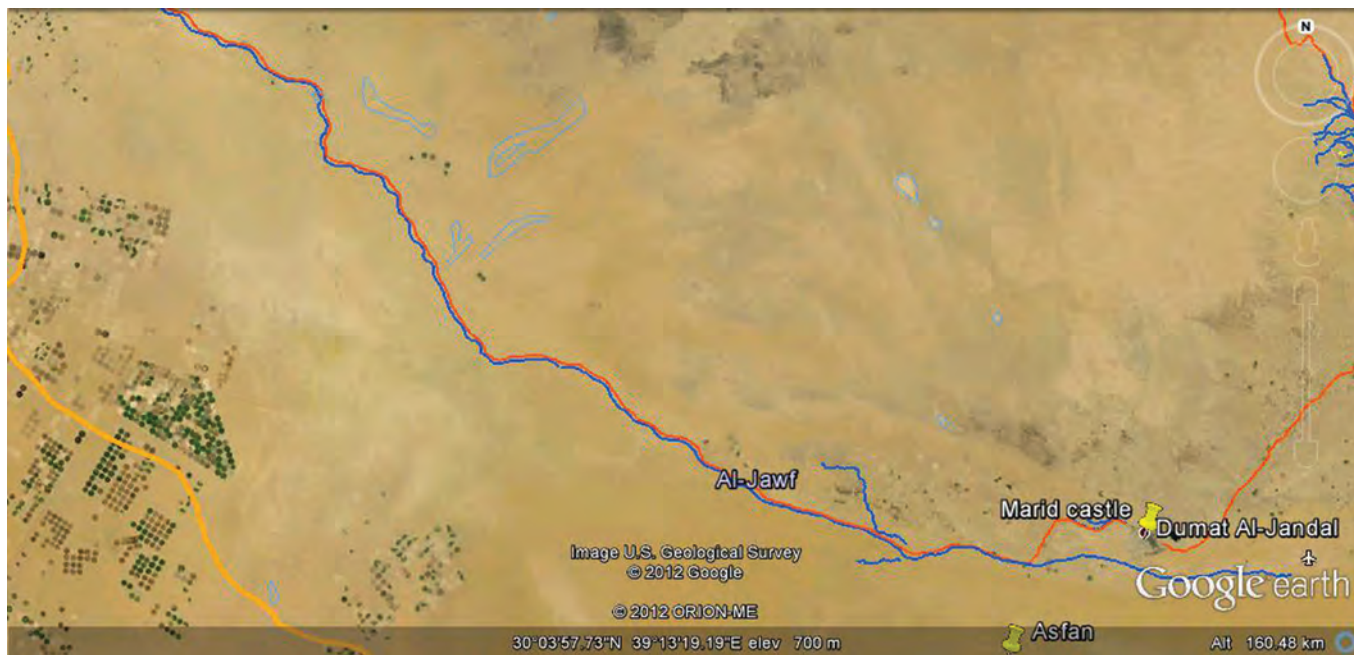 N
Al-Jawf
Marid castle
Dumat Al-Jandal
Image U.S. Geological Survey
© 2012 Google
© 2012 ORION-ME
Google earth
30°03'57.73"N 39°13'19.19"E elev 700 m
Asfan
Alt 160.48 km